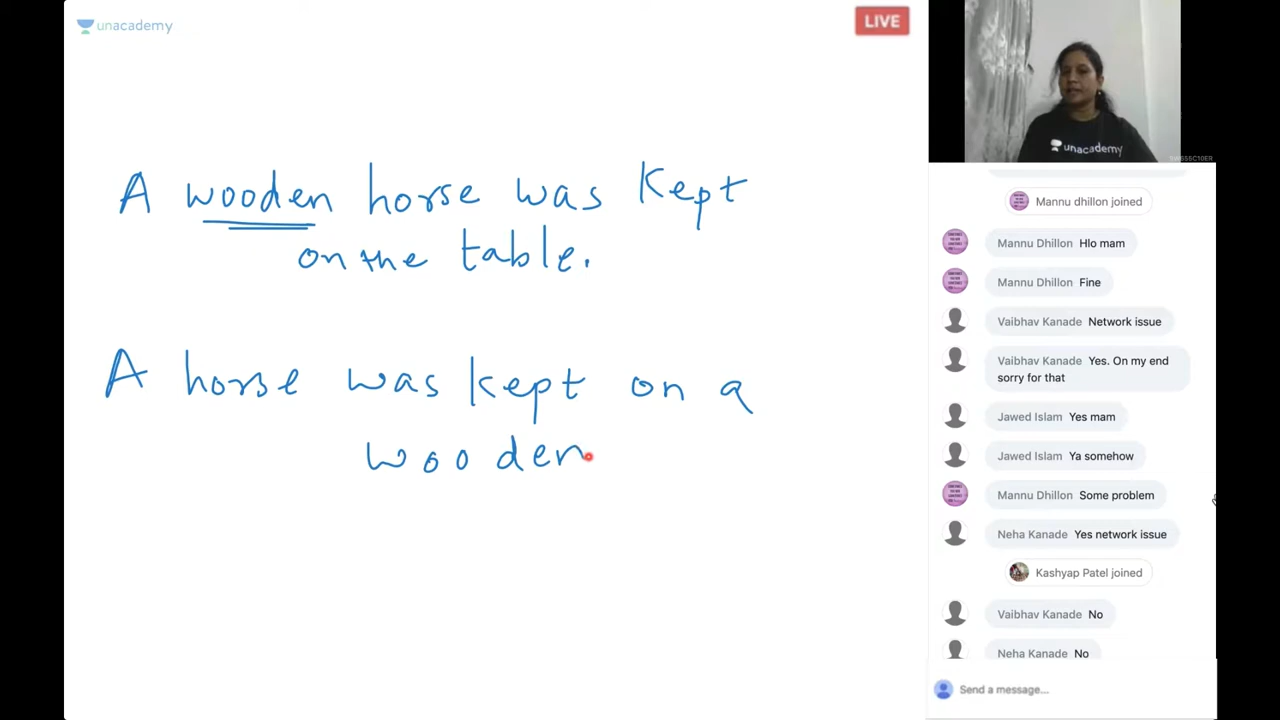 unacademy
LIVE
A wooden horse was kept
on the table.
A horse was kept on a
wooden
unacademy
Mannu dhillon joined
Mannu Dhillon Hlo mam
Mannu Dhillon Fine
Vaibhav Kanade Network issue
Vaibhav Kanade Yes. On my end
sorry for that
Jawed Islam Yes mam
Jawed Islam Ya somehow
Mannu Dhillon Some problem
Neha Kanade Yes network issue
Kashyap Patel joined
Vaibhav Kanade No
Neha Kanade No
Send a message...